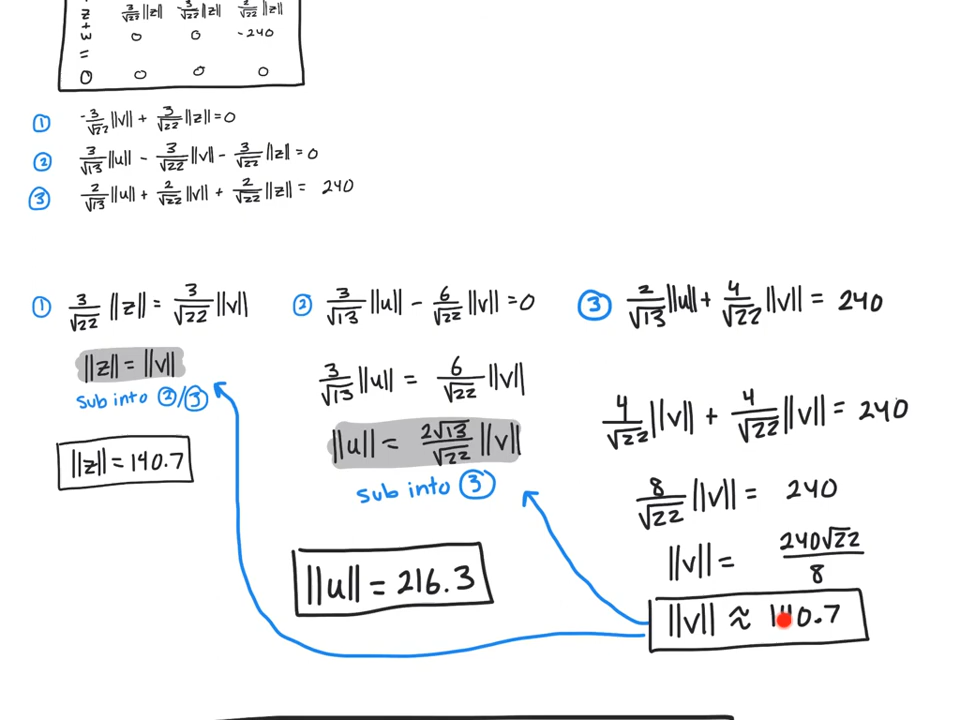 z 3/√22||z|| -3/√22||z|| 2/√22||z||
+
w 0 0 -240
=
0 0 0 0
① -3/√22||v|| + 3/√22||z|| = 0
② 3/√13||u|| - 3/√22||v|| - 3/√22||z|| = 0
③ 2/√13||u|| + 2/√22||v|| + 2/√22||z|| = 240
① 3/√22 ||z|| = 3/√22||v||
||z|| = ||v||
sub into ②/③
||z|| = 140.7
② 3/√13||u|| - 6/√22||v|| = 0
3/√13||u|| = 6/√22||v||
||u|| = 2√13/√22||v||
sub into ③
||u|| = 216.3
③ 2/√13||u|| + 4/√22||v|| = 240
4/√22||v|| + 4/√22||v|| = 240
8/√22||v|| = 240
||v|| = 240√22/8
||v|| ≈ 140.7